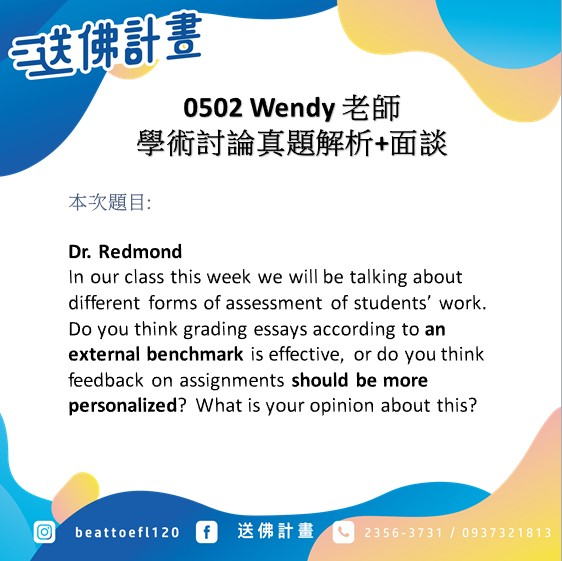 送佛計畫
0502 Wendy 老師
學術討論真題解析+面談
本次題目:
Dr. Redmond
In our class this week we will be talking about
different forms of assessment of students’ work.
Do you think grading essays according to an
external benchmark is effective, or do you think
feedback on assignments should be more
personalized? What is your opinion about this?
beattoefl120 送佛計畫 2356-3731 / 0937321813